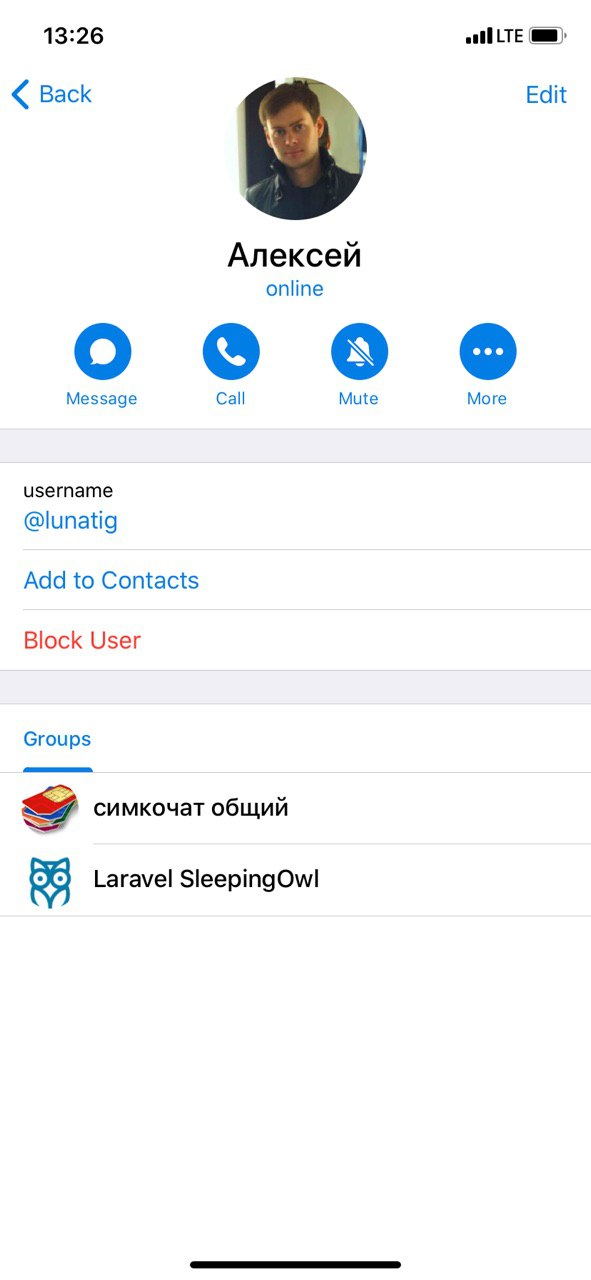 13:26
LTE
Back
Edit
Алексей
online
Message
Call
Mute
More
username
@lunatig
Add to Contacts
Block User
Groups
симкочат общий
Laravel SleepingOwl